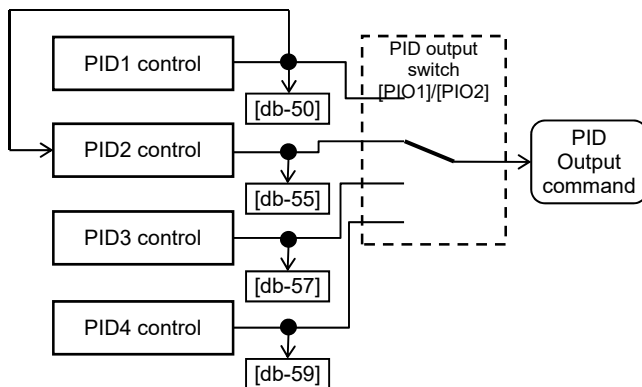 PID1 control
[db-50]
PID output
switch
[PIO1]/[PIO2]
PID2 control
[db-55]
PID
Output
command
PID3 control
[db-57]
PID4 control
[db-59]